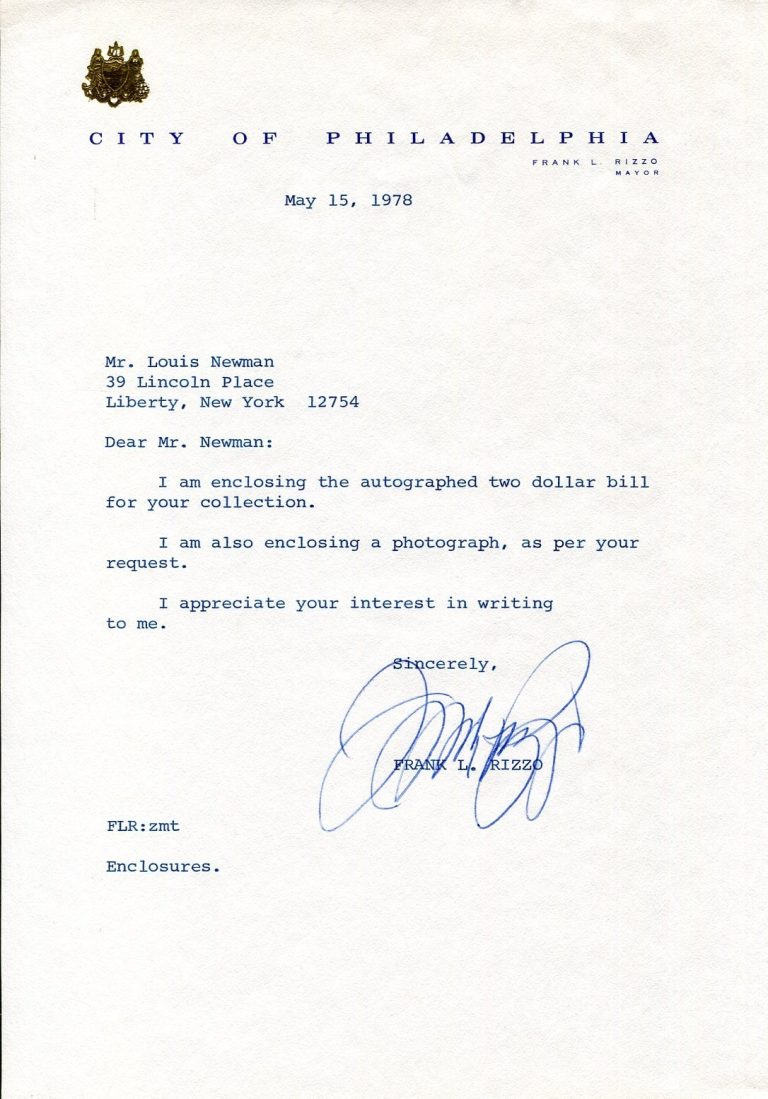 CITY OF PHILADELPHIA
FRANK L. RIZZO
MAYOR
May 15, 1978
Mr. Louis Newman
39 Lincoln Place
Liberty, New York 12754
Dear Mr. Newman:
I am enclosing the autographed two dollar bill
for your collection.
I am also enclosing a photograph, as per your
request.
I appreciate your interest in writing
to me.
Sincerely,
FRANK L. RIZZO
FLR:zmt
Enclosures.